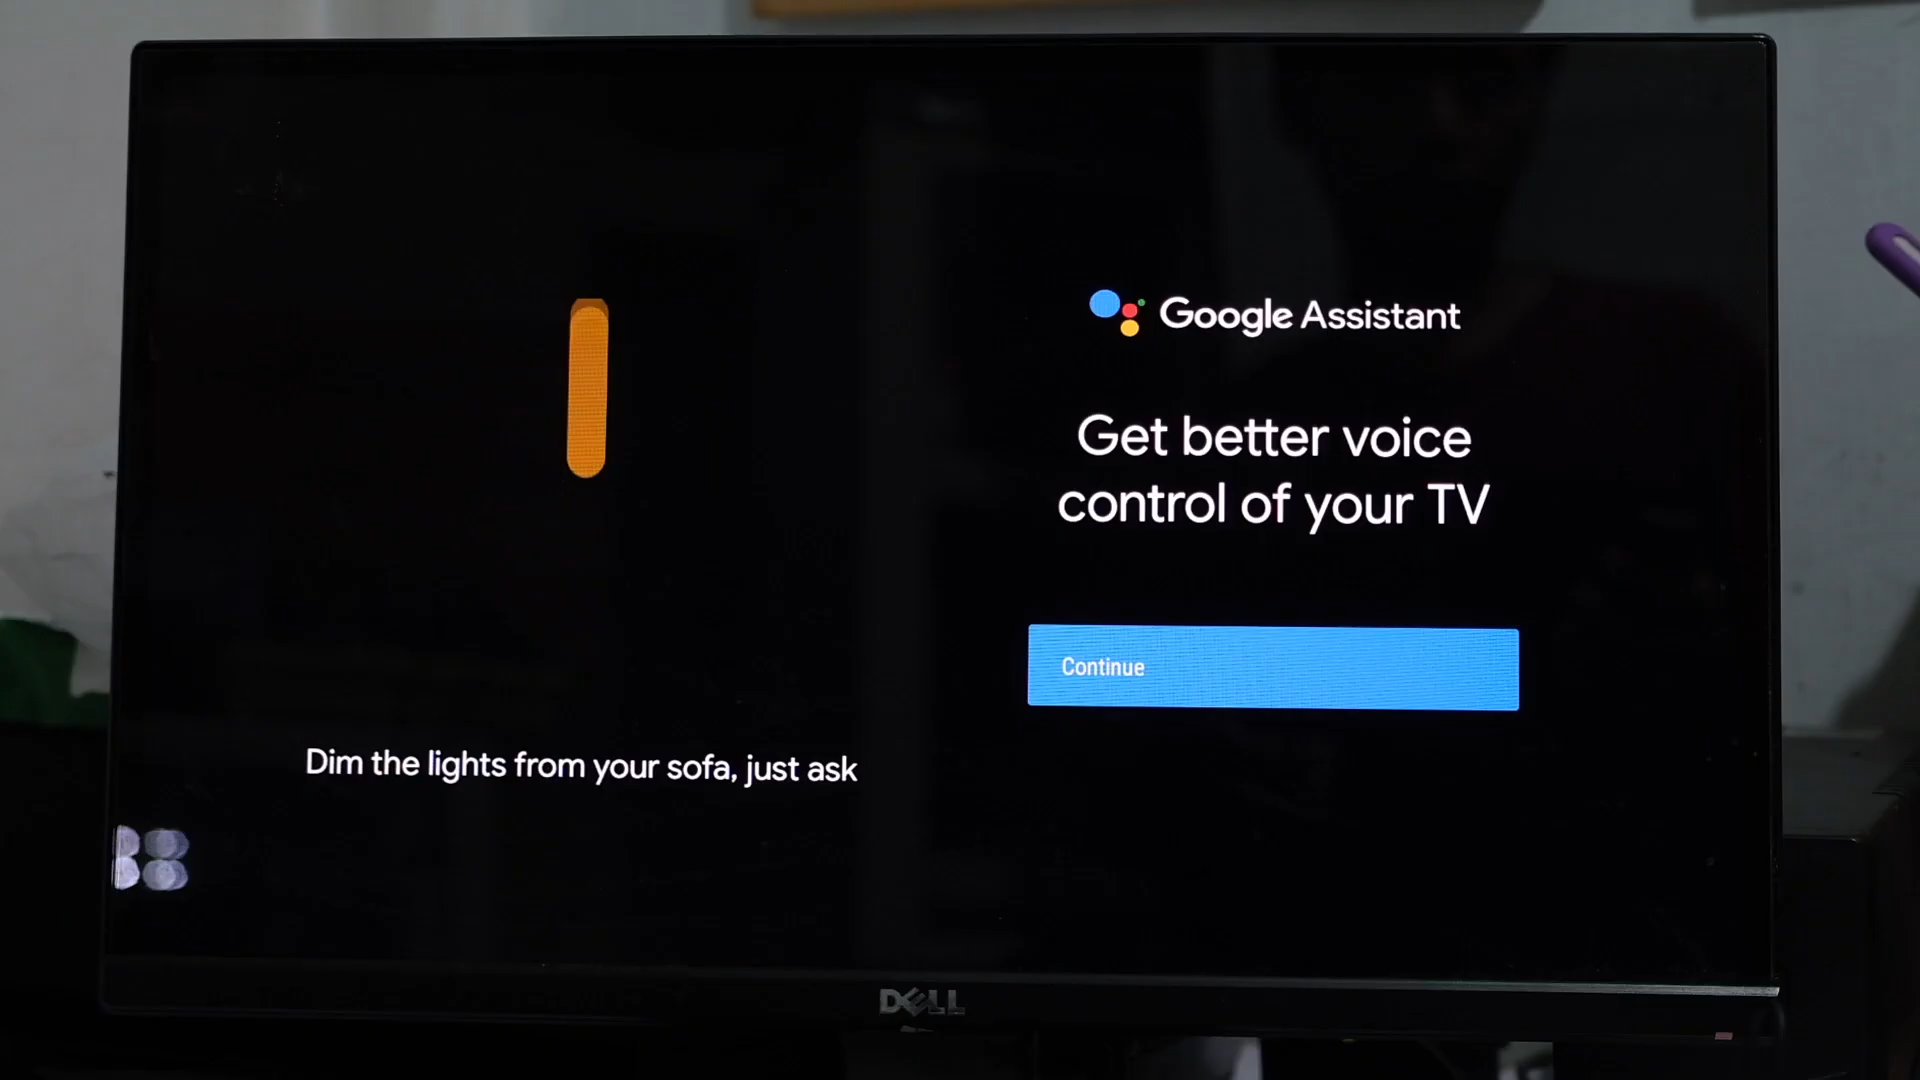 Google Assistant
Get better voice
control of your TV
Continue
Dim the lights from your sofa, just ask
DELL